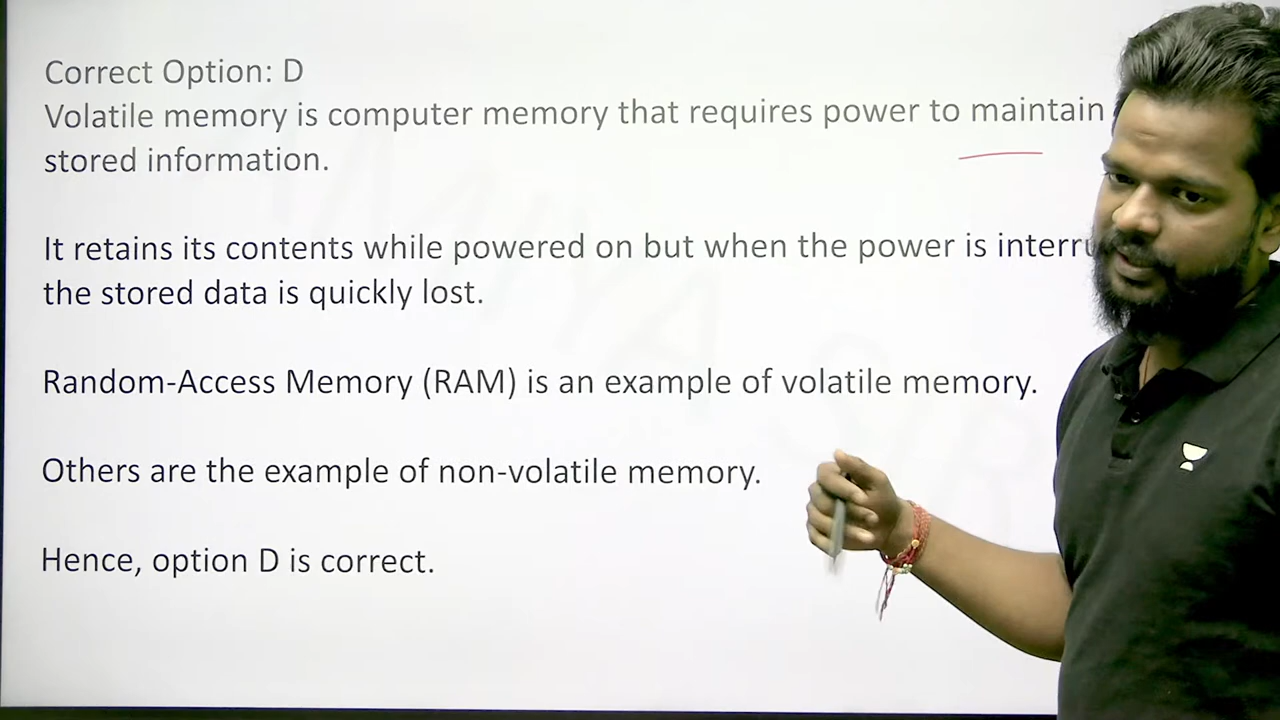 Correct Option: D
Volatile memory is computer memory that requires power to maintain
stored information.
It retains its contents while powered on but when the power is
the stored data is quickly lost.
Random-Access Memory (RAM) is an example of volatile memory.
Others are the example of non-volatile memory.
Hence, option D is correct.